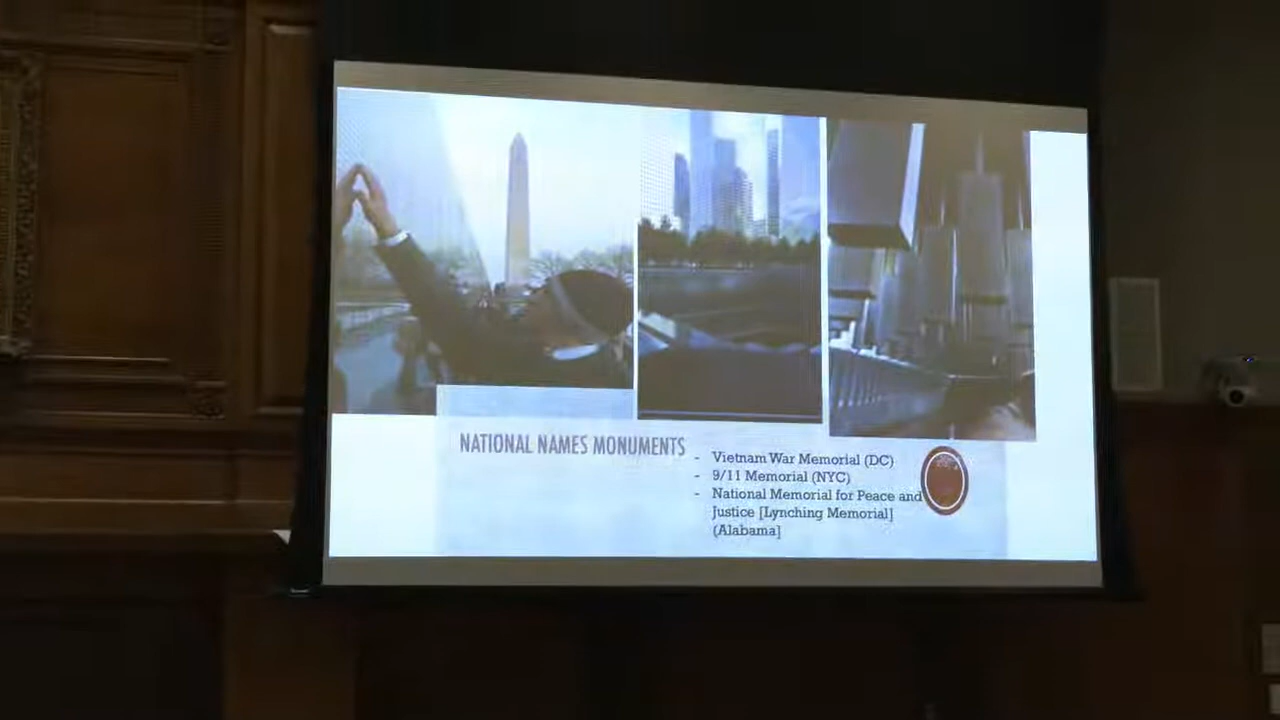 NATIONAL NAMES MONUMENTS
- Vietnam War Memorial (DC)
- 9/11 Memorial (NYC)
- National Memorial for Peace and
Justice [Lynching Memorial]
(Alabama]